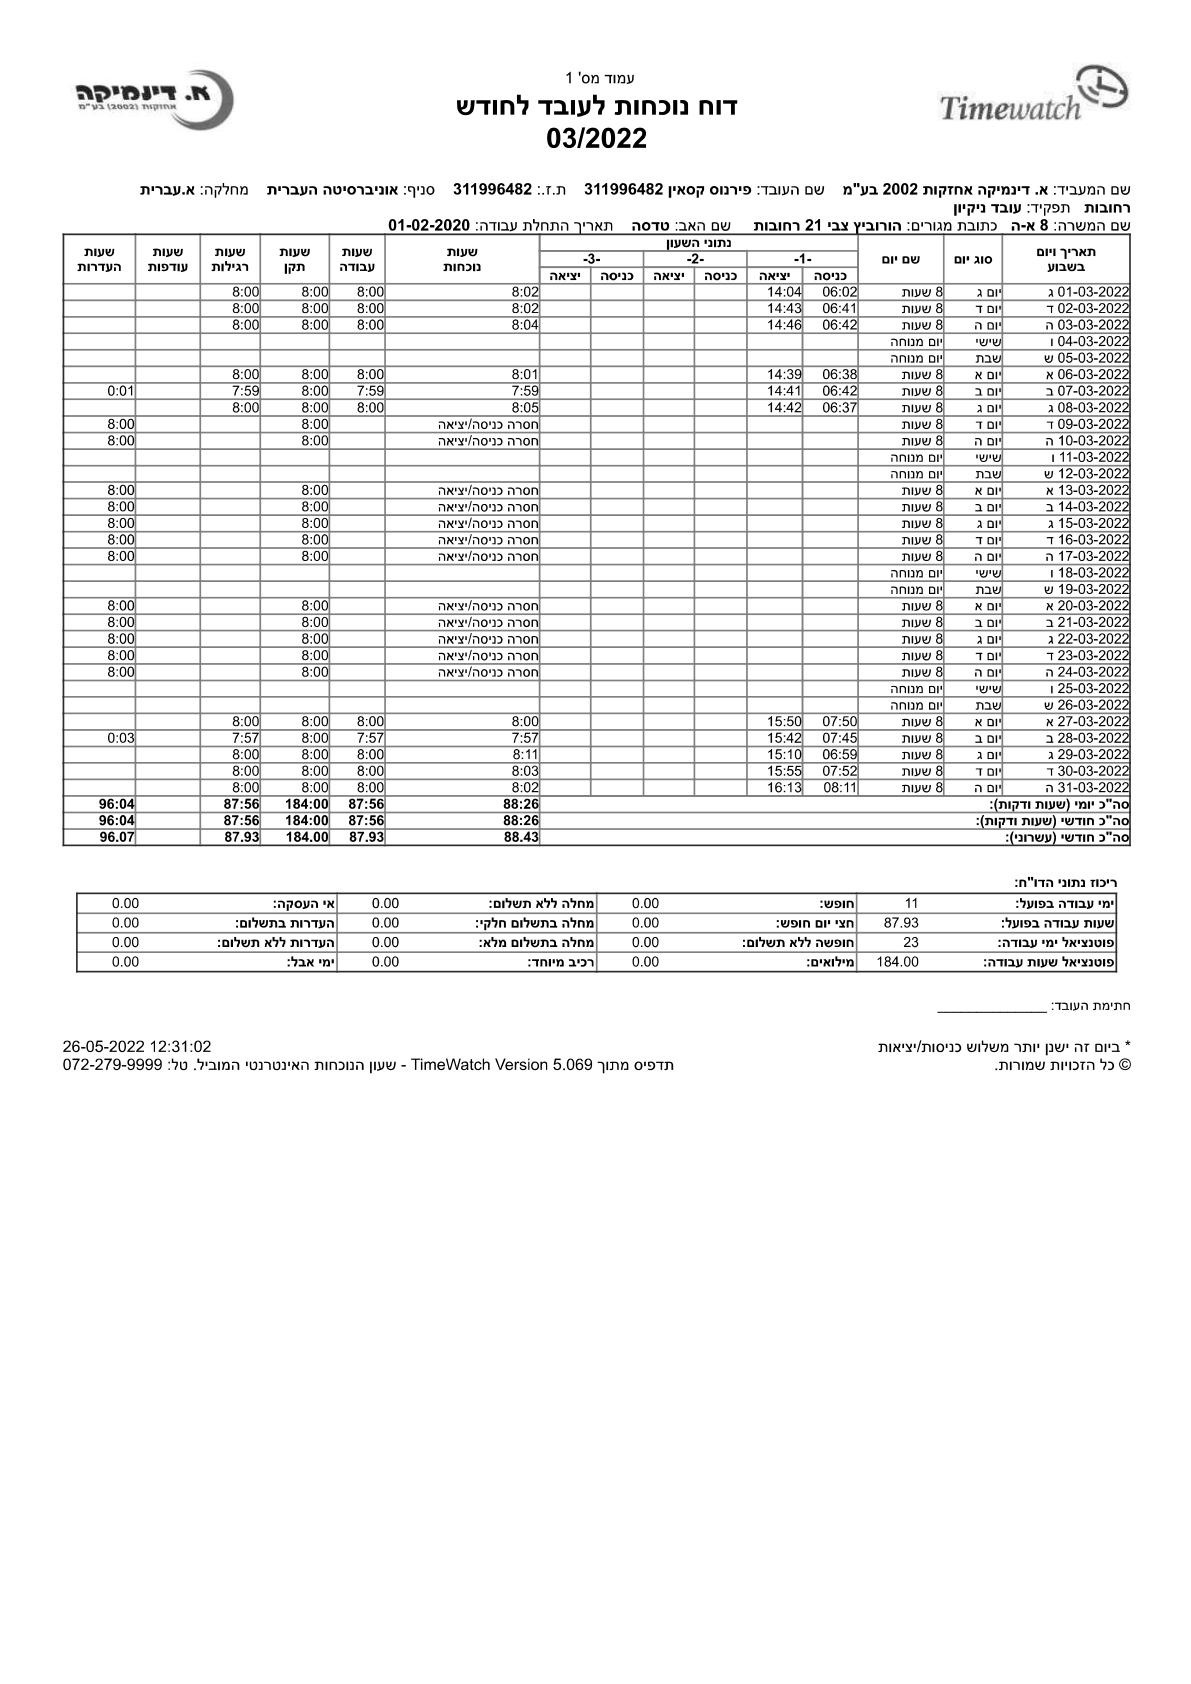 א. דינמיקה
אחזקות (2002) בע"מ
Timewatch
עמוד מס' 1
דוח נוכחות לעובד לחודש
03/2022
שם המעביד: א. דינמיקה אחזקות 2002 בע"מ שם העובד: פירנוס קסאין 311996482 ת.ז.: 311996482 סניף: אוניברסיטה העברית מחלקה: א.עברית
רחובות תפקיד: עובד ניקיון
שם המשרה: 8 א-ה כתובת מגורים: הורוביץ צבי 21 רחובות שם האב: טדסה תאריך התחלת עבודה: 01-02-2020
תאריך ויום בשבוע סוג יום שם יום נתוני השעון שעות נוכחות שעות עבודה שעות תקן שעות רגילות שעות עודפות שעות העדרות
-1- -2- -3-
כניסה יציאה כניסה יציאה כניסה יציאה
01-03-2022 ג יום ג 8 שעות 06:02 14:04 8:02 8:00 8:00 8:00
02-03-2022 ד יום ד 8 שעות 06:41 14:43 8:02 8:00 8:00 8:00
03-03-2022 ה יום ה 8 שעות 06:42 14:46 8:04 8:00 8:00 8:00
04-03-2022 ו שישי יום מנוחה
05-03-2022 ש שבת יום מנוחה
06-03-2022 א יום א 8 שעות 06:38 14:39 8:01 8:00 8:00 8:00
07-03-2022 ב יום ב 8 שעות 06:42 14:41 7:59 7:59 8:00 7:59 0:01
08-03-2022 ג יום ג 8 שעות 06:37 14:42 8:05 8:00 8:00 8:00
09-03-2022 ד יום ד 8 שעות חסרה כניסה/יציאה 8:00 8:00
10-03-2022 ה יום ה 8 שעות חסרה כניסה/יציאה 8:00 8:00
11-03-2022 ו שישי יום מנוחה
12-03-2022 ש שבת יום מנוחה
13-03-2022 א יום א 8 שעות חסרה כניסה/יציאה 8:00 8:00
14-03-2022 ב יום ב 8 שעות חסרה כניסה/יציאה 8:00 8:00
15-03-2022 ג יום ג 8 שעות חסרה כניסה/יציאה 8:00 8:00
16-03-2022 ד יום ד 8 שעות חסרה כניסה/יציאה 8:00 8:00
17-03-2022 ה יום ה 8 שעות חסרה כניסה/יציאה 8:00 8:00
18-03-2022 ו שישי יום מנוחה
19-03-2022 ש שבת יום מנוחה
20-03-2022 א יום א 8 שעות חסרה כניסה/יציאה 8:00 8:00
21-03-2022 ב יום ב 8 שעות חסרה כניסה/יציאה 8:00 8:00
22-03-2022 ג יום ג 8 שעות חסרה כניסה/יציאה 8:00 8:00
23-03-2022 ד יום ד 8 שעות חסרה כניסה/יציאה 8:00 8:00
24-03-2022 ה יום ה 8 שעות חסרה כניסה/יציאה 8:00 8:00
25-03-2022 ו שישי יום מנוחה
26-03-2022 ש שבת יום מנוחה
27-03-2022 א יום א 8 שעות 07:50 15:50 8:00 8:00 8:00 8:00
28-03-2022 ב יום ב 8 שעות 07:45 15:42 7:57 7:57 8:00 7:57 0:03
29-03-2022 ג יום ג 8 שעות 06:59 15:10 8:11 8:00 8:00 8:00
30-03-2022 ד יום ד 8 שעות 07:52 15:55 8:03 8:00 8:00 8:00
31-03-2022 ה יום ה 8 שעות 08:11 16:13 8:02 8:00 8:00 8:00
סה"כ יומי (שעות ודקות): 88:26 87:56 184:00 87:56 96:04
סה"כ חודשי (שעות ודקות): 88:26 87:56 184:00 87:56 96:04
סה"כ חודשי (עשרוני): 88.43 87.93 184.00 87.93 96.07
ריכוז נתוני הדו"ח:
ימי עבודה בפועל: 11 חופש: 0.00 מחלה ללא תשלום: 0.00 אי העסקה: 0.00
שעות עבודה בפועל: 87.93 חצי יום חופש: 0.00 מחלה בתשלום חלקי: 0.00 העדרות בתשלום: 0.00
פוטנציאל ימי עבודה: 23 חופשה ללא תשלום: 0.00 מחלה בתשלום מלא: 0.00 העדרות ללא תשלום: 0.00
פוטנציאל שעות עבודה: 184.00 מילואים: 0.00 רכיב מיוחד: 0.00 ימי אבל: 0.00
חתימת העובד: ______________
* ביום זה ישנן יותר משלוש כניסות/יציאות 26-05-2022 12:31:02
© כל הזכויות שמורות. תדפיס מתוך TimeWatch Version 5.069 - שעון הנוכחות האינטרנטי המוביל. טל: 072-279-9999